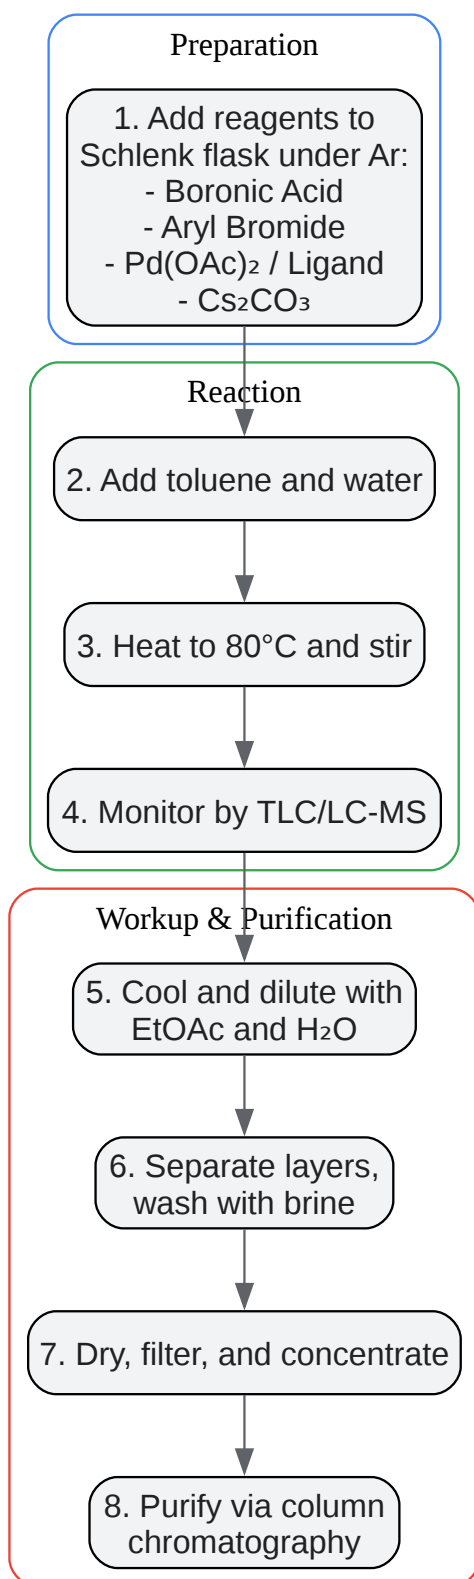 Preparation
1. Add reagents to
Schlenk flask under Ar:
- Boronic Acid
- Aryl Bromide
- Pd(OAc)₂ / Ligand
- Cs₂CO₃
Reaction
2. Add toluene and water
3. Heat to 80°C and stir
4. Monitor by TLC/LC-MS
Workup & Purification
5. Cool and dilute with
EtOAc and H₂O
6. Separate layers,
wash with brine
7. Dry, filter, and concentrate
8. Purify via column
chromatography